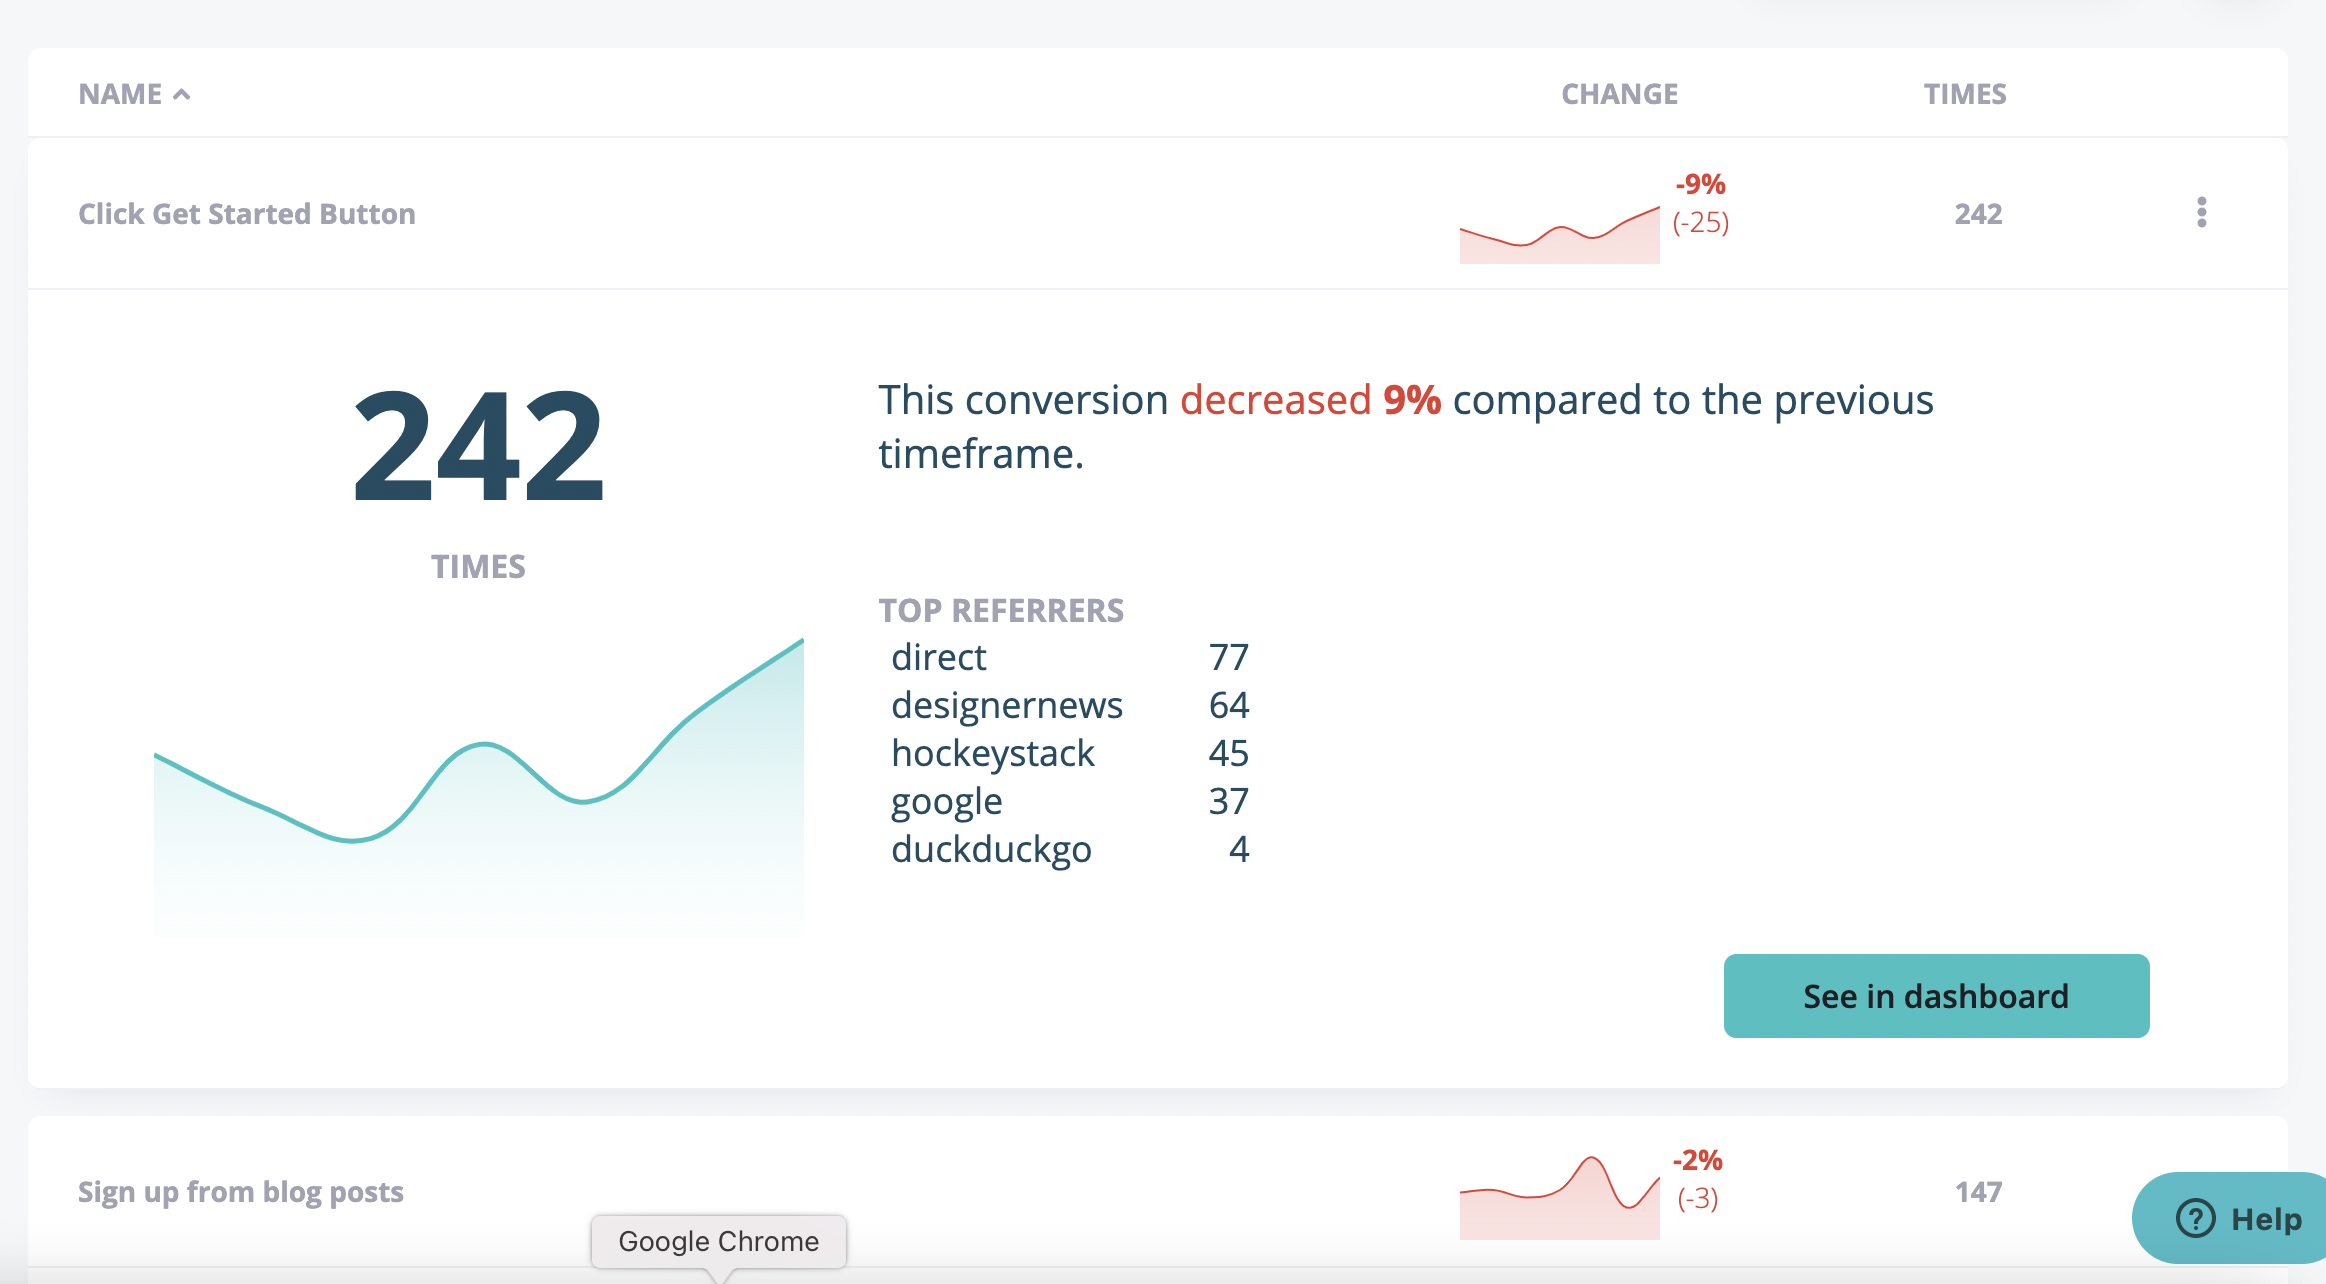 NAME
CHANGE
TIMES
Click Get Started Button
-9%
(-25)
242
242
TIMES
This conversion decreased 9% compared to the previous
timeframe.
TOP REFERRERS
direct 77
designernews 64
hockeystack 45
google 37
duckduckgo 4
See in dashboard
Sign up from blog posts
-2%
(-3)
147
? Help
Google Chrome